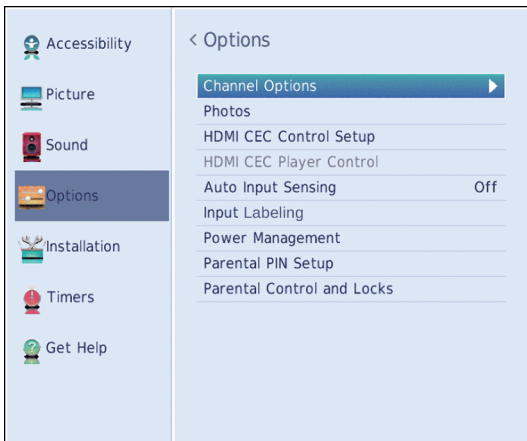 Accessibility
Picture
Sound
Options
Installation
Timers
Get Help
< Options
Channel Options
Photos
HDMI CEC Control Setup
HDMI CEC Player Control
Auto Input Sensing Off
Input Labeling
Power Management
Parental PIN Setup
Parental Control and Locks